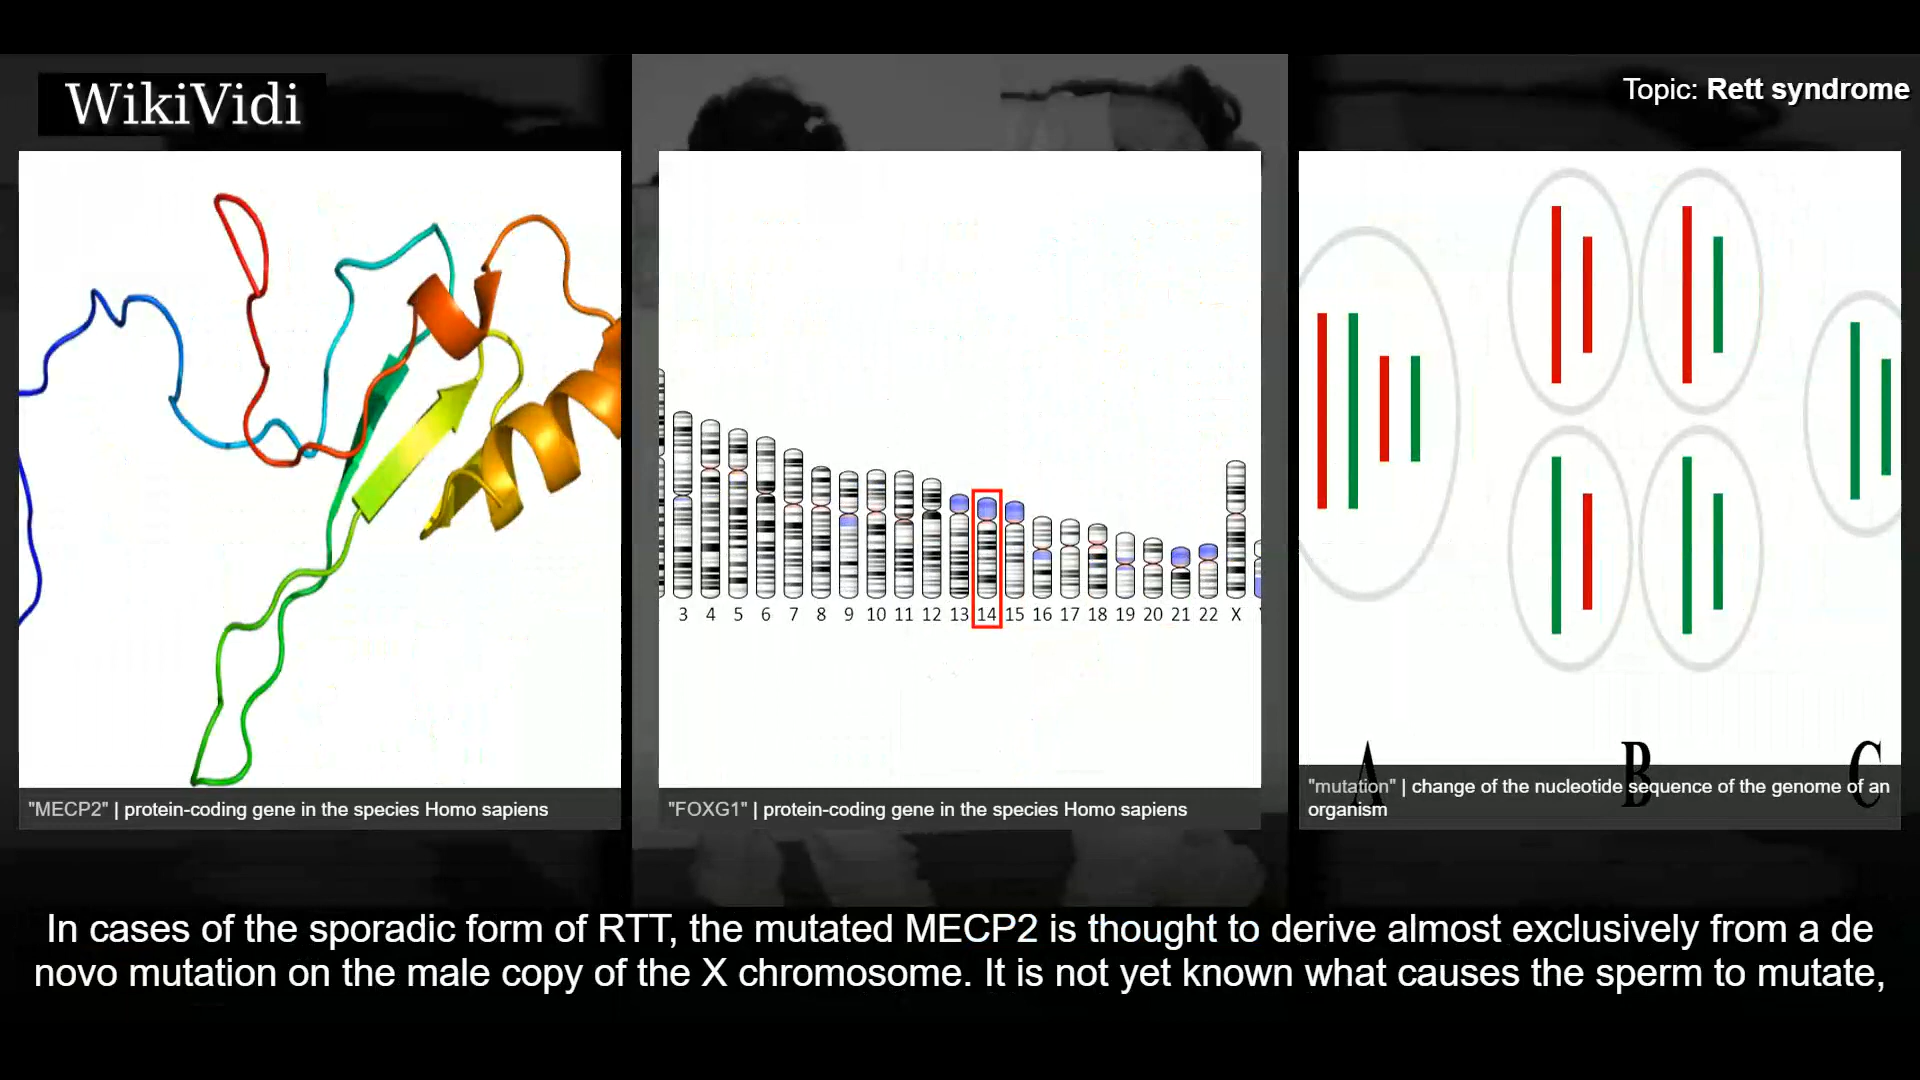 WikiVidi
Topic: Rett syndrome
3 4 5 6 7 8 9 10 11 12 13 14 15 16 17 18 19 20 21 22 X
A B C
"MECP2" | protein-coding gene in the species Homo sapiens
"FOXG1" | protein-coding gene in the species Homo sapiens
"mutation" | change of the nucleotide sequence of the genome of an
organism
In cases of the sporadic form of RTT, the mutated MECP2 is thought to derive almost exclusively from a de
novo mutation on the male copy of the X chromosome. It is not yet known what causes the sperm to mutate,